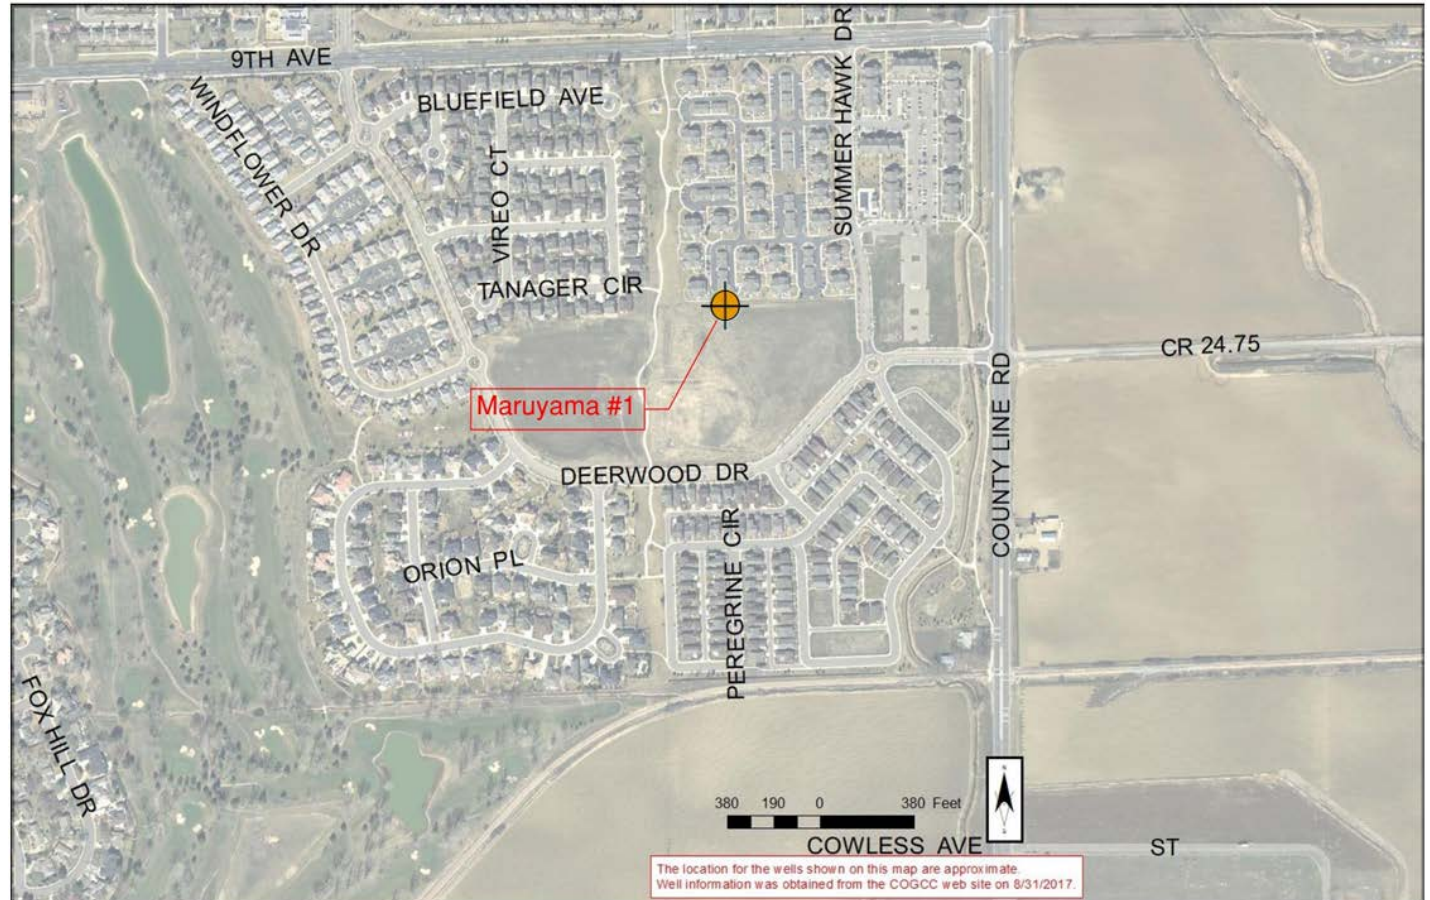 9TH AVE
SUMMER HAWK DR
WINDFLOWER DR
BLUEFIELD AVE
VIREO CT
TANAGER CIR
CR 24.75
COUNTY LINE RD
Maruyama #1
DEERWOOD DR
ORION PL
PEREGRINE CIR
FOX HILL DR
380 190 0 380 Feet
COWLESS AVE
ST
The location for the wells shown on this map are approximate.
Well information was obtained from the COGCC web site on 8/31/2017.